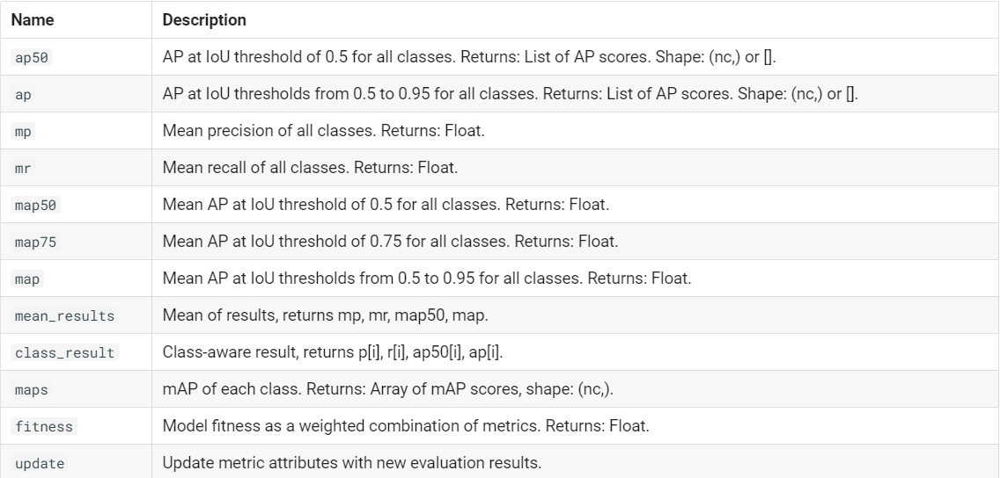 Name Description
ap50 AP at IoU threshold of 0.5 for all classes. Returns: List of AP scores. Shape: (nc,) or [].
ap AP at IoU thresholds from 0.5 to 0.95 for all classes. Returns: List of AP scores. Shape: (nc,) or [].
mp Mean precision of all classes. Returns: Float.
mr Mean recall of all classes. Returns: Float.
map50 Mean AP at IoU threshold of 0.5 for all classes. Returns: Float.
map75 Mean AP at IoU threshold of 0.75 for all classes. Returns: Float.
map Mean AP at IoU thresholds from 0.5 to 0.95 for all classes. Returns: Float.
mean_results Mean of results, returns mp, mr, map50, map.
class_result Class-aware result, returns p[i], r[i], ap50[i], ap[i].
maps mAP of each class. Returns: Array of mAP scores, shape: (nc,).
fitness Model fitness as a weighted combination of metrics. Returns: Float.
update Update metric attributes with new evaluation results.